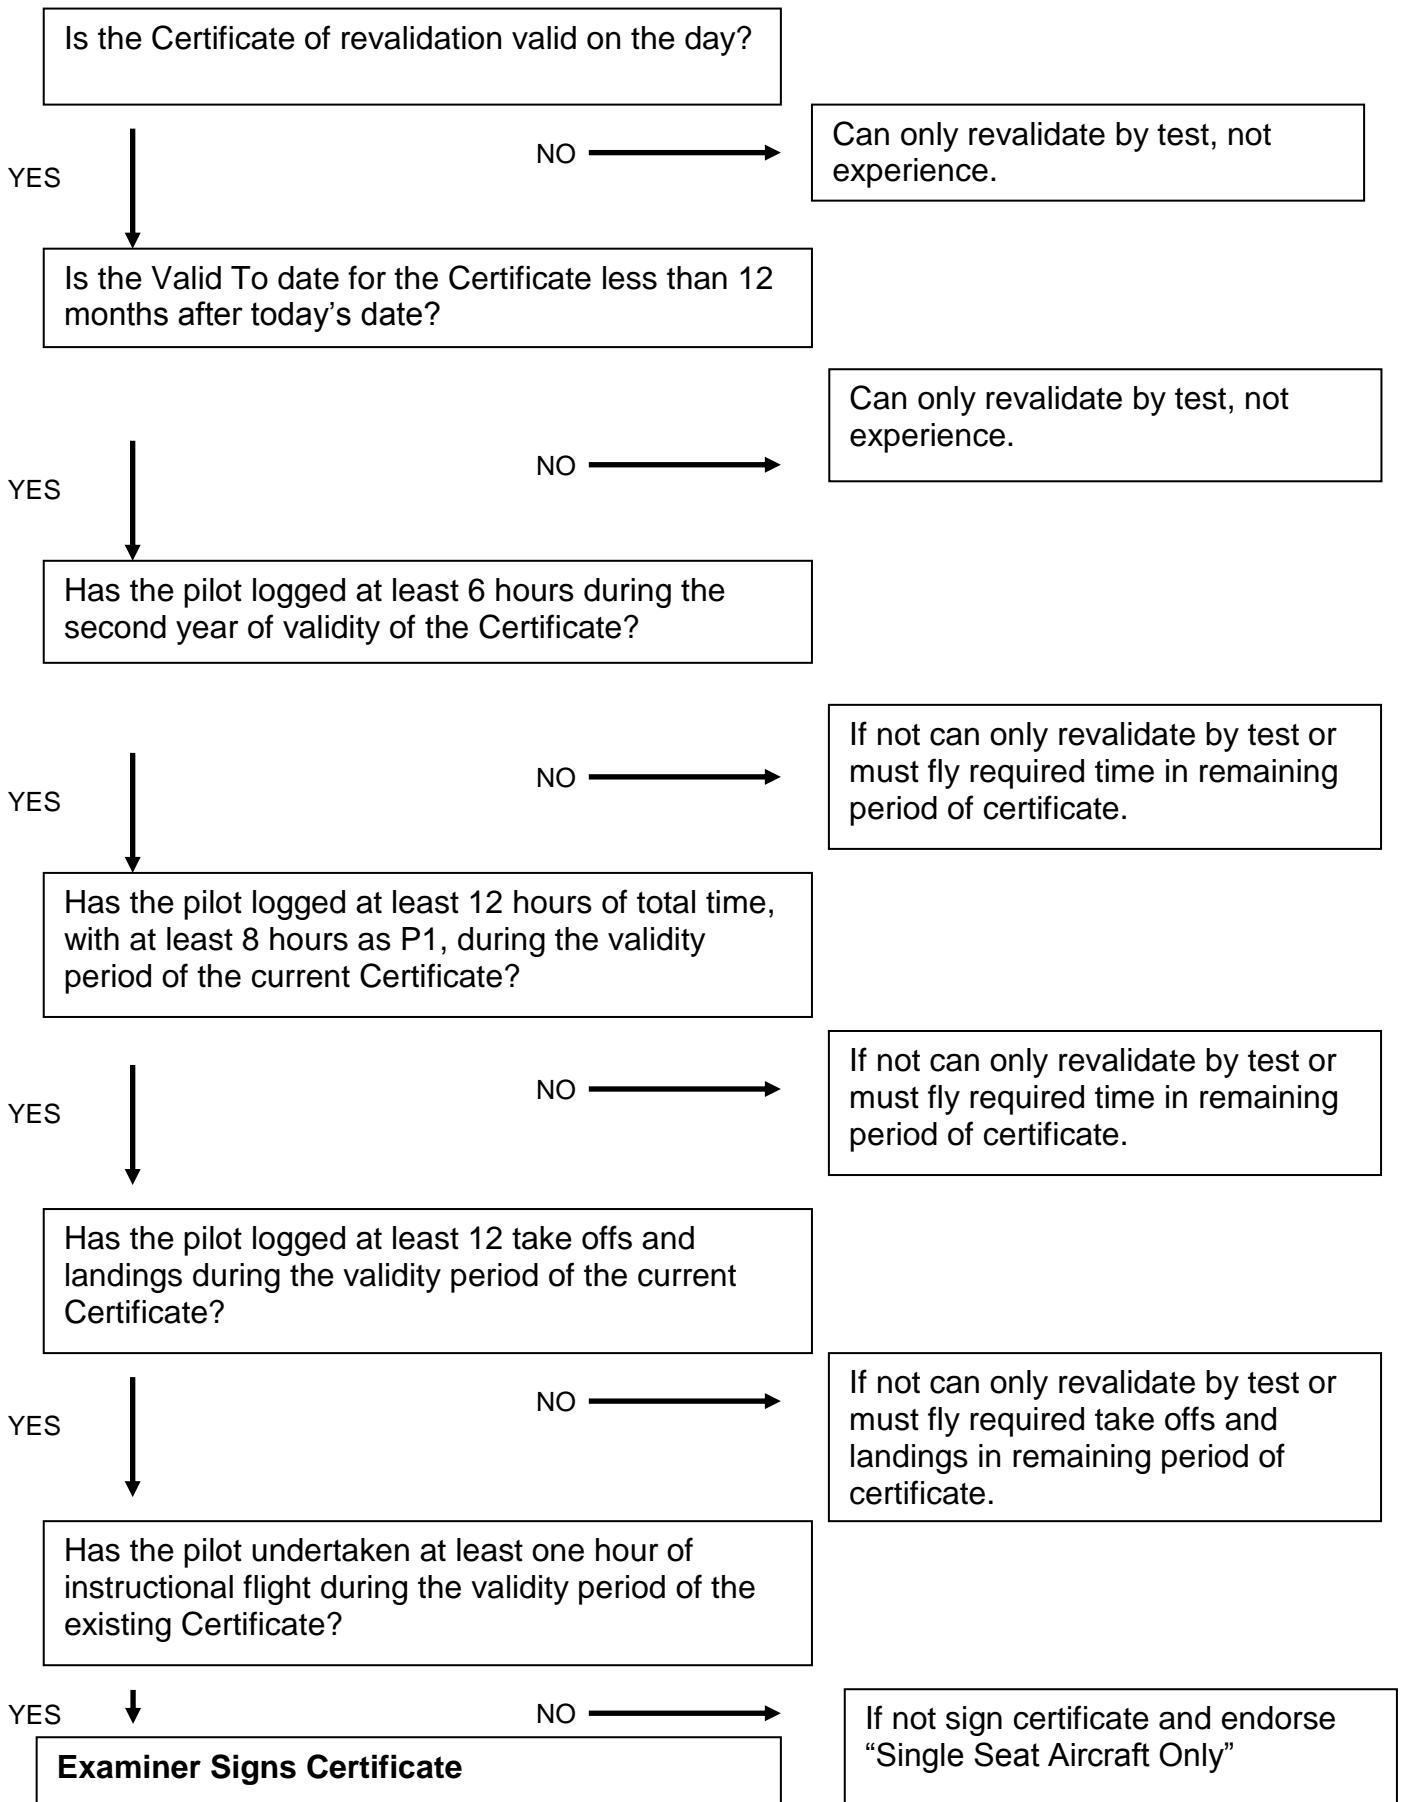 Is the Certificate of revalidation valid on the day?
YES
NO
Can only revalidate by test, not
experience.
Is the Valid To date for the Certificate less than 12
months after today’s date?
YES
NO
Can only revalidate by test, not
experience.
Has the pilot logged at least 6 hours during the
second year of validity of the Certificate?
YES
NO
If not can only revalidate by test or
must fly required time in remaining
period of certificate.
Has the pilot logged at least 12 hours of total time,
with at least 8 hours as P1, during the validity
period of the current Certificate?
YES
NO
If not can only revalidate by test or
must fly required time in remaining
period of certificate.
Has the pilot logged at least 12 take offs and
landings during the validity period of the current
Certificate?
YES
NO
If not can only revalidate by test or
must fly required take offs and
landings in remaining period of
certificate.
Has the pilot undertaken at least one hour of
instructional flight during the validity period of the
existing Certificate?
YES
NO
If not sign certificate and endorse
“Single Seat Aircraft Only”
Examiner Signs Certificate